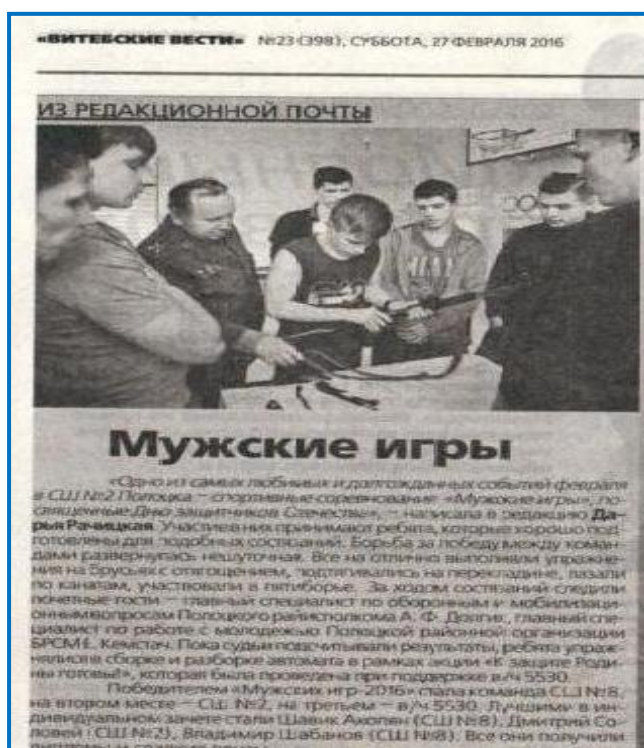 «ВИТЕБСКИЕ ВЕСТИ» №23 (398), СУББОТА, 27 ФЕВРАЛЯ 2016
ИЗ РЕДАКЦИОННОЙ ПОЧТЫ
Мужские игры
«Одно из самых любимых и долгожданных событий февраля
в СШ №2 Полоцка – спортивные соревнования «Мужские игры», по-
священные Дню защитников Отечества», – написала в редакцию Да-
рья Рачицкая. Участие в них принимают ребята, которые хорошо под-
готовлены для подобных состязаний. Борьба за победу между коман-
дами развернулась нешуточная. Все на отлично выполняли упражне-
ния на брусьях с отягощением, подтягивались на перекладине, лазали
по канатам, участвовали в пятиборье. За ходом состязаний следили
почетные гости – главный специалист по оборонным и мобилизаци-
онным вопросам Полоцкого райисполкома А. Ф. Долгих, главный спе-
циалист по работе с молодежью Полоцкой районной организации
БРСМ Е. Кемстач. Пока судьи подсчитывали результаты, ребята упраж-
нялись в сборке и разборке автомата в рамках акции «К защите Роди-
ны готовы!», которая была проведена при поддержке в/ч 5530.
Победителем «Мужских игр-2016» стала команда СШ №8,
на втором месте – СШ №2, на третьем – в/ч 5530. Лучшими в ин-
дивидуальном зачете стали Шавик Акопян (СШ №8), Дмитрий Со-
ловей (СШ №2), Владимир Шабанов (СШ №8). Все они получили